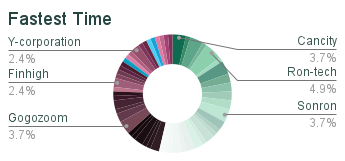 Fastest Time
Y-corporation
2.4%
Finhigh
2.4%
Gogozoom
3.7%
Cancity
3.7%
Ron-tech
4.9%
Sonron
3.7%